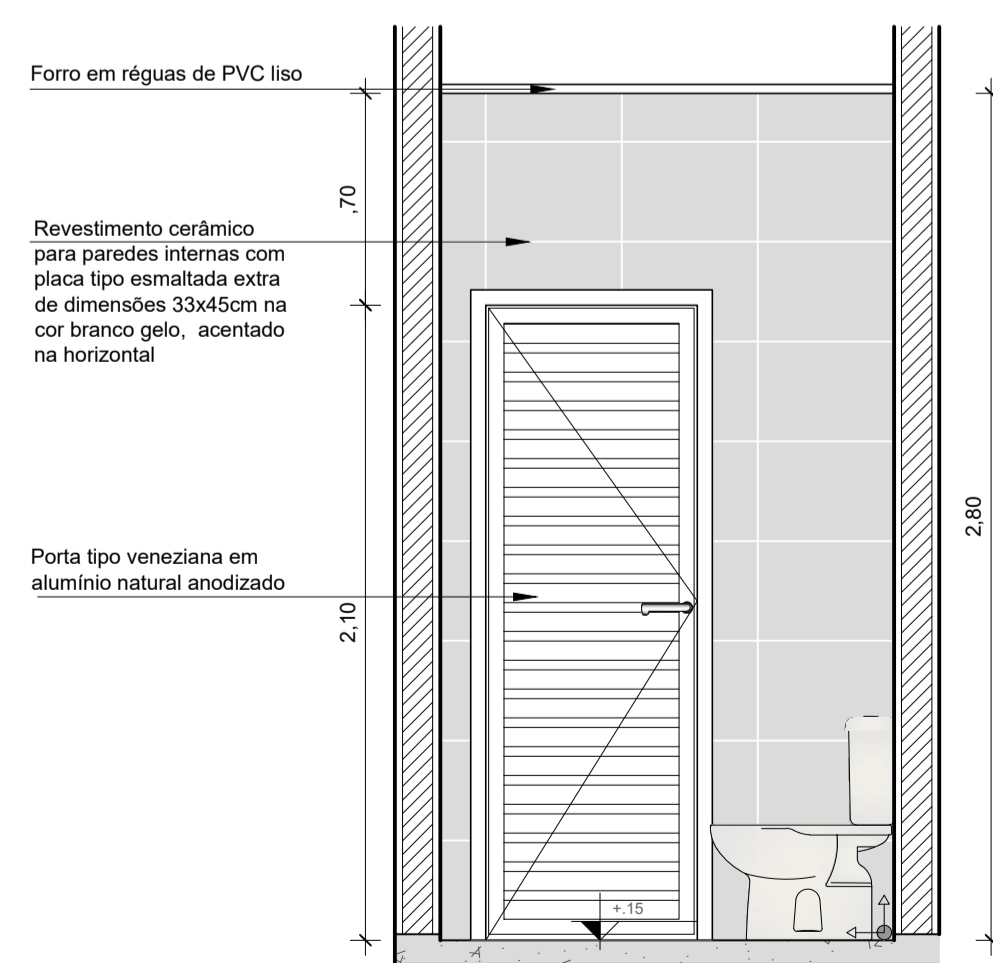 Forro em réguas de PVC liso
,70
Revestimento cerâmico
para paredes internas com
placa tipo esmaltada extra
de dimensões 33x45cm na
cor branco gelo,  acentado
na horizontal
2,80
Porta tipo veneziana em
alumínio natural anodizado
2,10
+.15